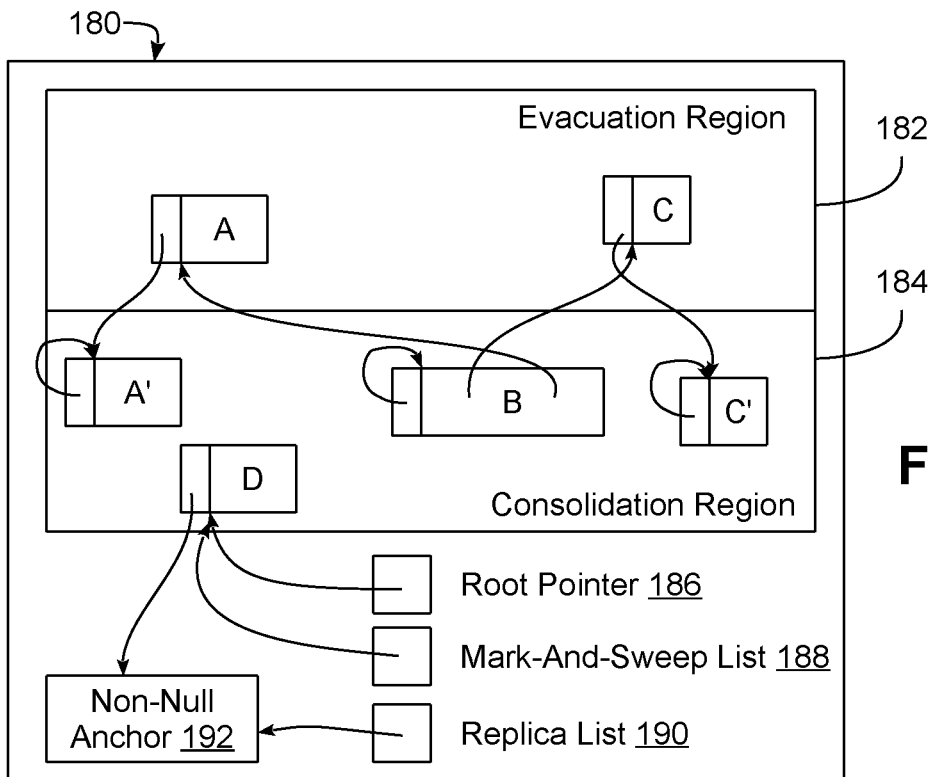 180
Evacuation Region
182
A
C
184
A'
B
C'
D
F
Consolidation Region
Root Pointer 186
Mark-And-Sweep List 188
Non-Null
Anchor 192
Replica List 190